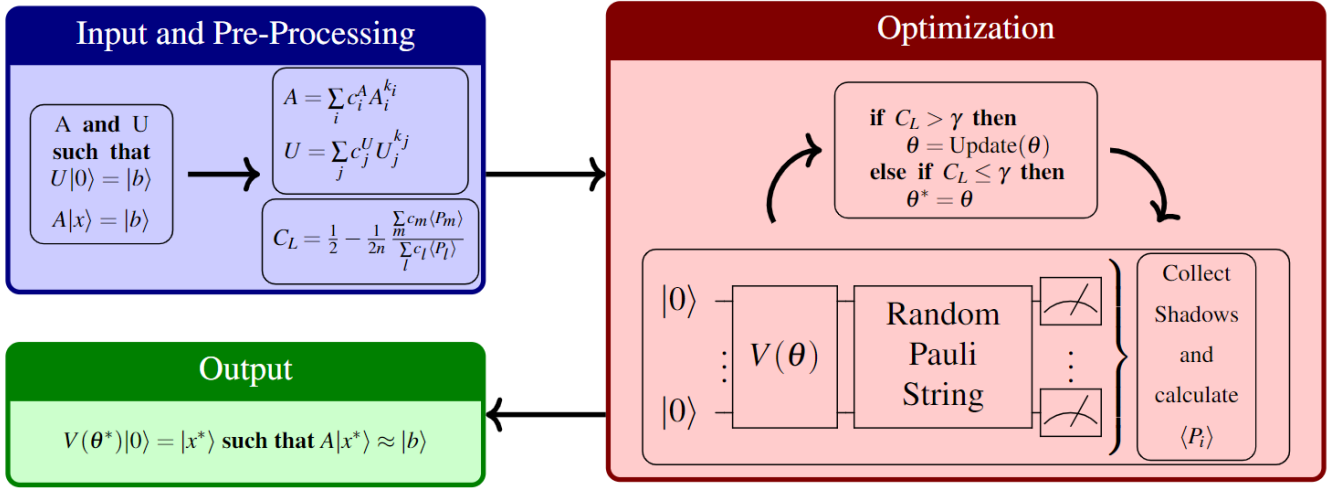 Input and Pre-Processing
A and U
such that
U|0⟩ = |b⟩
A|x⟩ = |b⟩
A = ∑_i c_i^A A_i^{k_i}
U = ∑_j c_j^U U_j^{k_j}
C_L = 1/2 − 1/2n ∑_m c_m⟨P_m⟩ / ∑_l c_l⟨P_l⟩
Optimization
if C_L > γ then
θ = Update(θ)
else if C_L ≤ γ then
θ* = θ
|0⟩
⋮
|0⟩
V(θ)
Random
Pauli
String
⋮
Collect
Shadows
and
calculate
⟨P_i⟩
Output
V(θ*)|0⟩ = |x*⟩ such that A|x*⟩ ≈ |b⟩